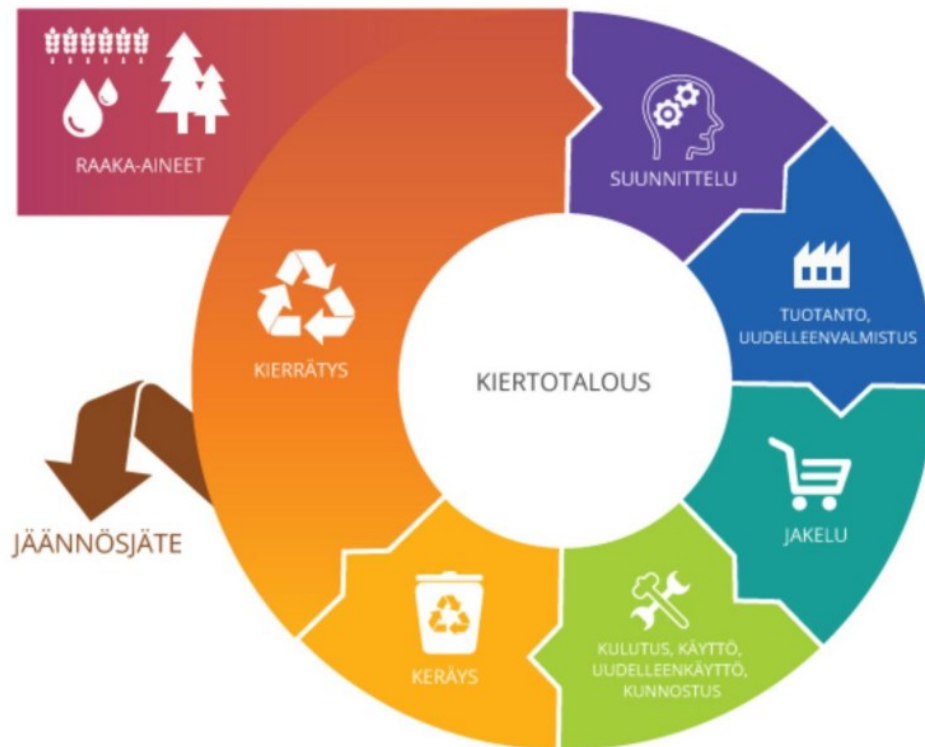 RAAKA-AINEET
SUUNNITTELU
TUOTANTO,
UUDELLEENVALMISTUS
KIERRÄTYS
KIERTOTALOUS
JAKELU
JÄÄNNÖSJÄTE
KULUTUS, KÄYTTÖ,
UUDELLEENKÄYTTÖ,
KUNNOSTUS
KERÄYS